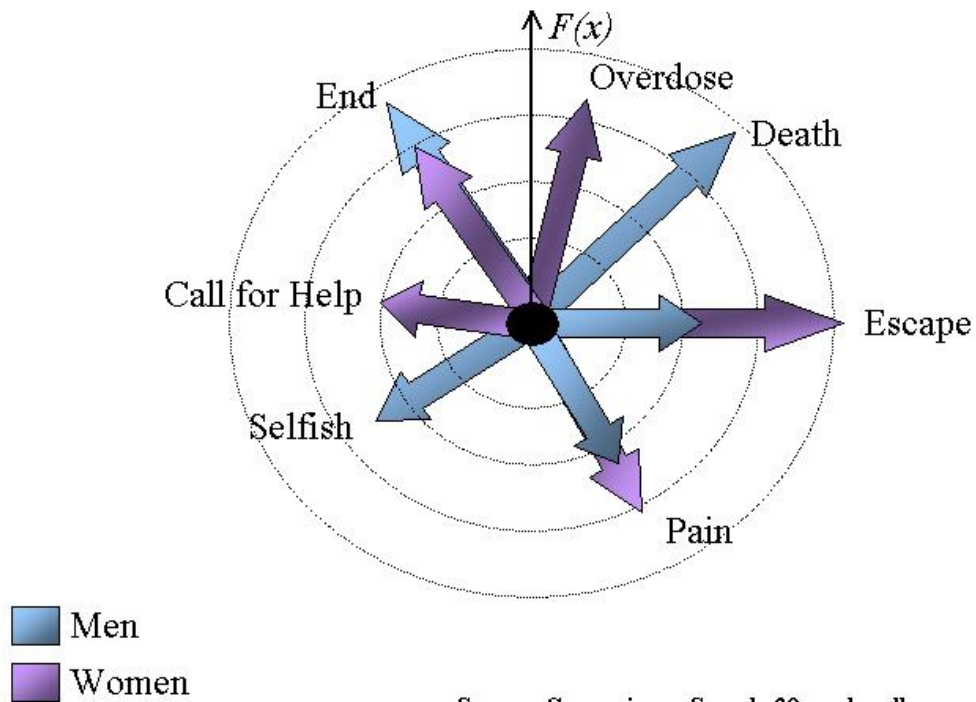 F(x)
Overdose
End
Death
Call for Help
Escape
Selfish
Pain
Men
Women